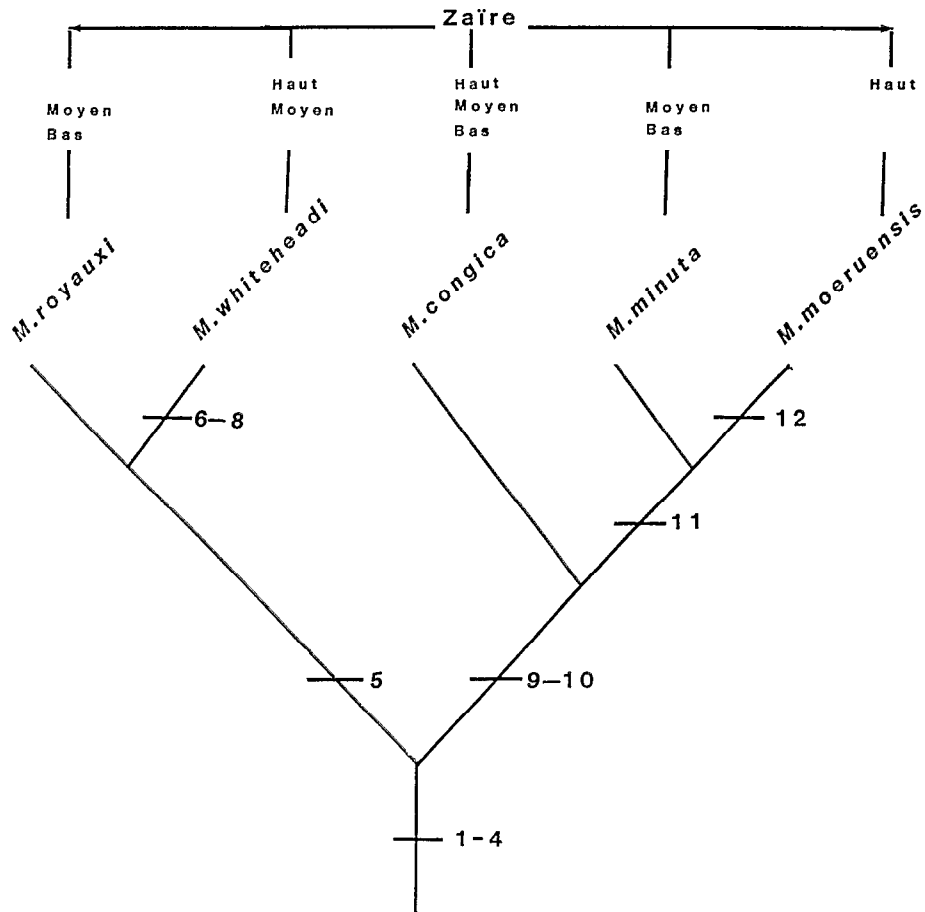 Zaïre
Moyen
Bas
Haut
Moyen
Haut
Moyen
Bas
Moyen
Bas
Haut
M.royauxi
M.whiteheadi
M.congica
M.minuta
M.moeruensis
6–8
12
11
5
9–10
1-4